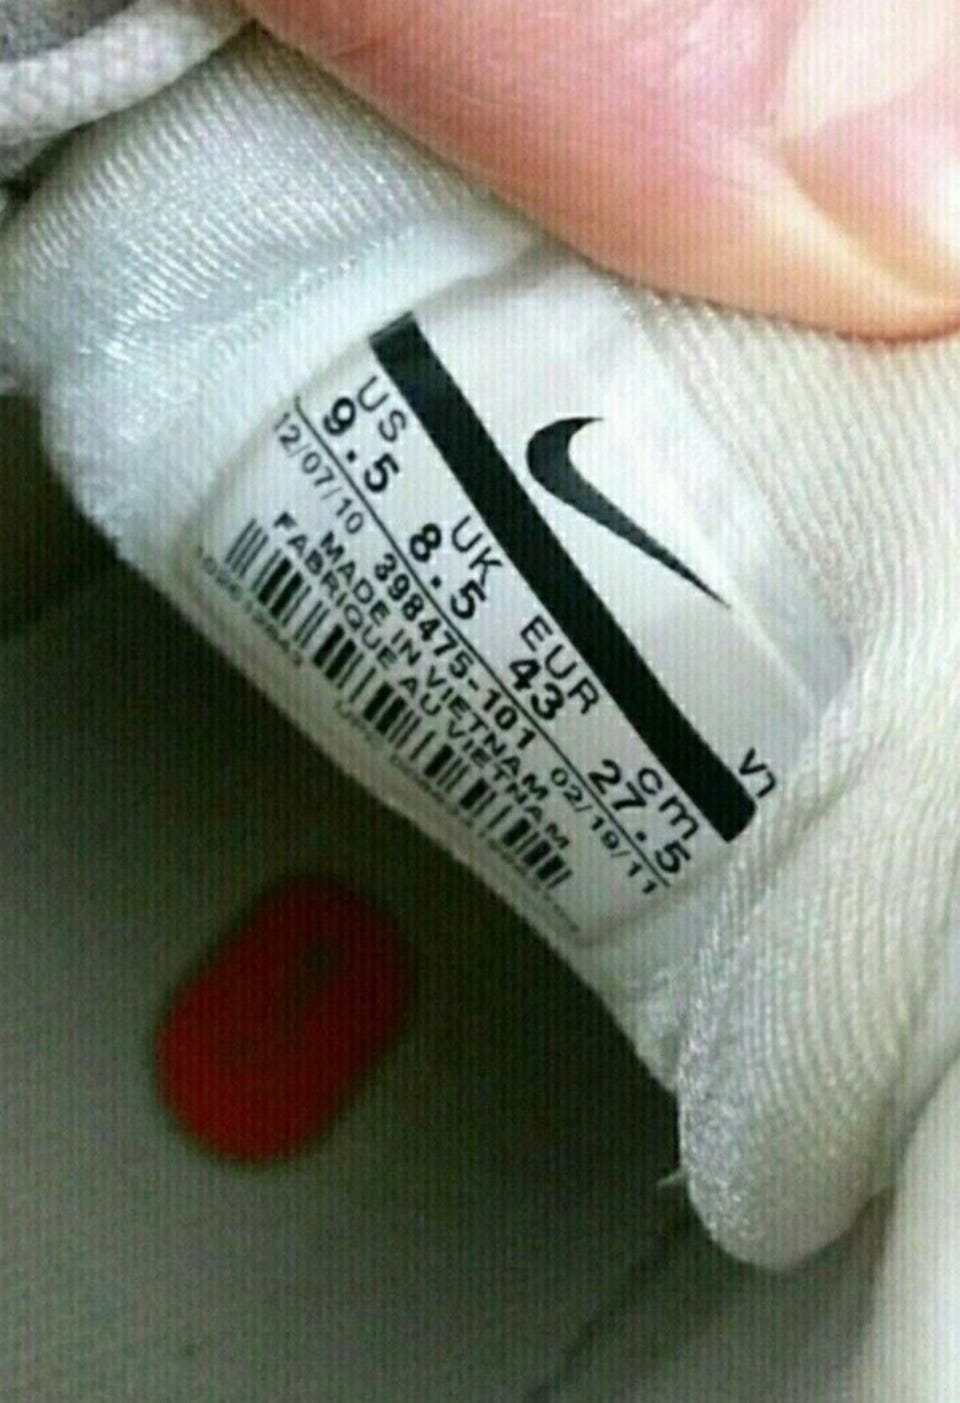 V1
US UK EUR cm
9.5 8.5 43 27.5
12/07/10 398475-101 02/19/11
MADE IN VIETNAM
FABRIQUE AU VIETNAM